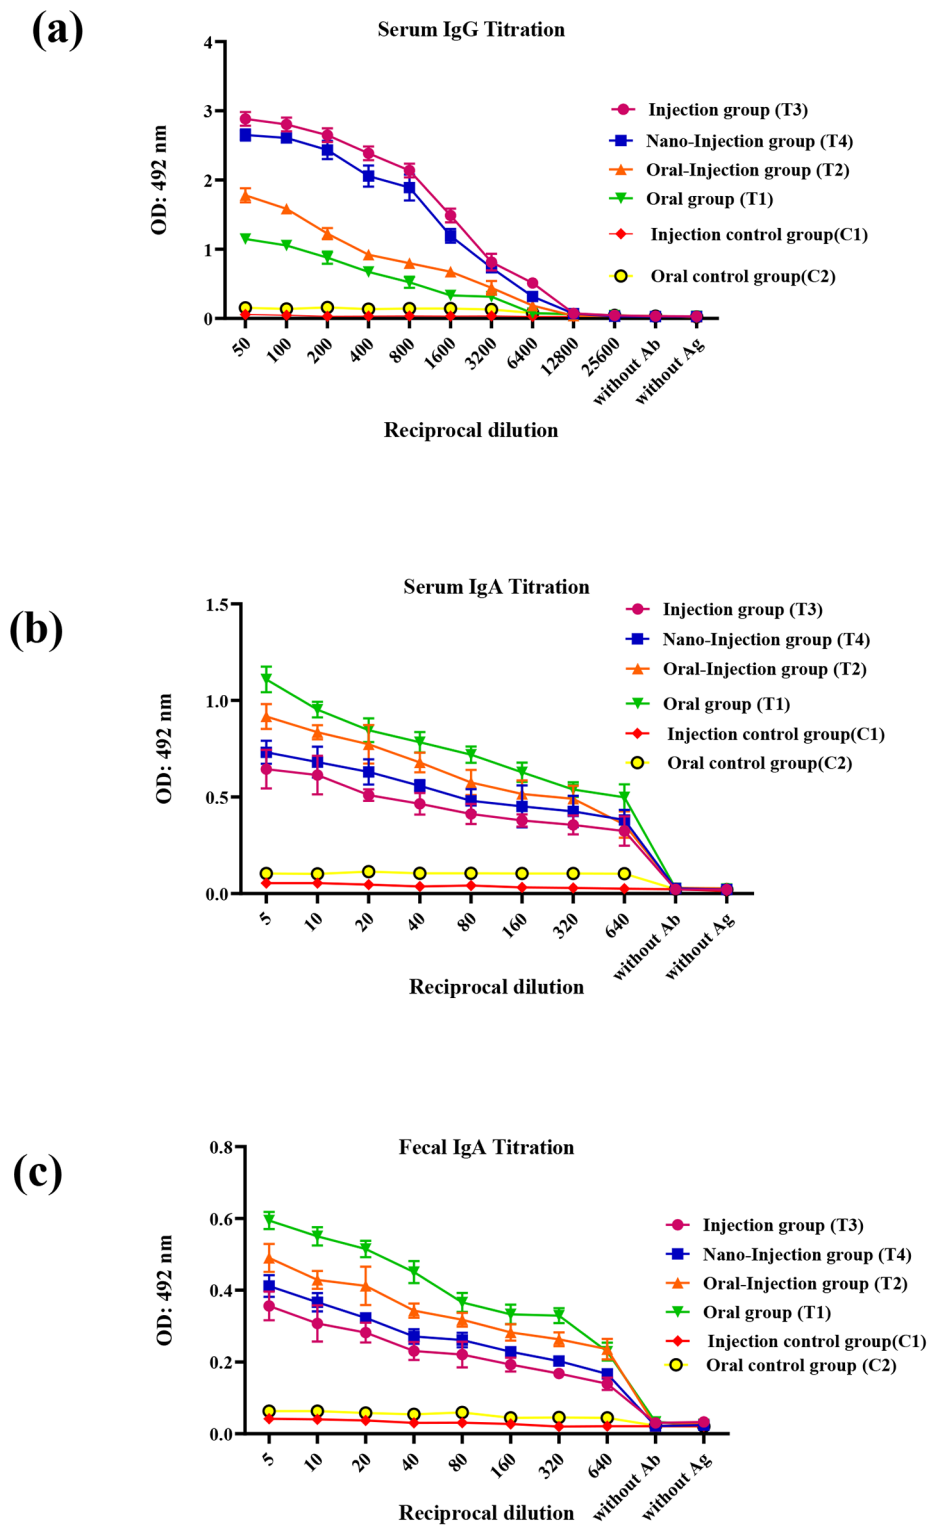 (a)
Serum IgG Titration
4
3
2
1
0
OD: 492 nm
Injection group (T3)
Nano-Injection group (T4)
Oral-Injection group (T2)
Oral group (T1)
Injection control group(C1)
Oral control group(C2)
50
100
200
400
800
1600
3200
6400
12800
25600
without Ab
without Ag
Reciprocal dilution
(b)
Serum IgA Titration
1.5
1.0
0.5
0.0
OD: 492 nm
Injection group (T3)
Nano-Injection group (T4)
Oral-Injection group (T2)
Oral group (T1)
Injection control group(C1)
Oral control group(C2)
5
10
20
40
80
160
320
640
without Ab
without Ag
Reciprocal dilution
(c)
Fecal IgA Titration
0.8
0.6
0.4
0.2
0.0
OD: 492 nm
Injection group (T3)
Nano-Injection group (T4)
Oral-Injection group (T2)
Oral group (T1)
Injection control group(C1)
Oral control group (C2)
5
10
20
40
80
160
320
640
without Ab
without Ag
Reciprocal dilution